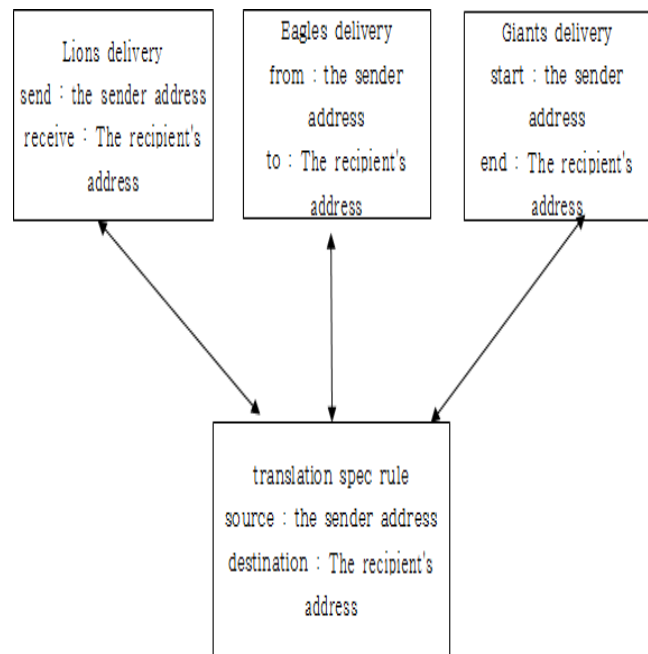 Lions delivery
send : the sender address
receive : The recipient's
address
Eagles delivery
from : the sender
address
to : The recipient's
address
Giants delivery
start : the sender
address
end : The recipient's
address
translation spec rule
source : the sender address
destination : The recipient's
address